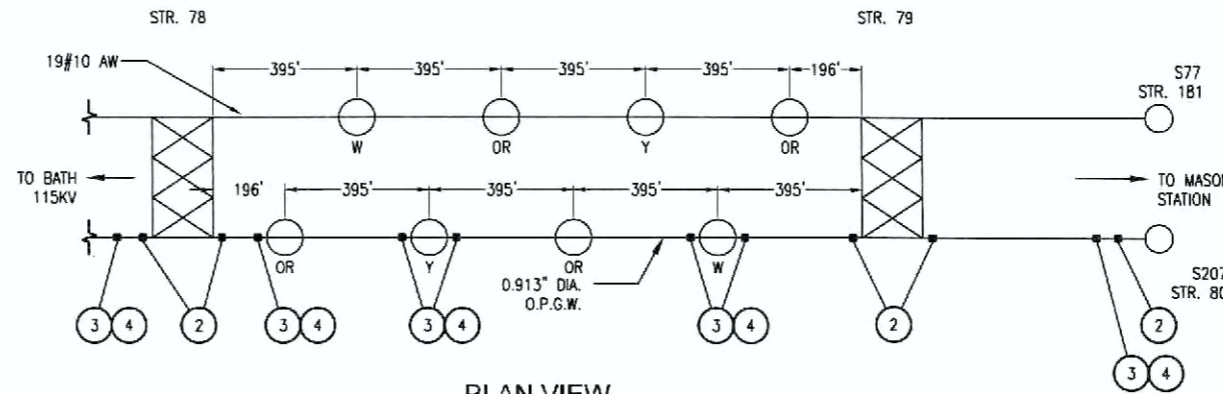 STR. 78
STR. 79
19#10 AW
395'
395'
395'
395'
196'
S77
STR. 181
W
OR
Y
OR
TO BATH
115KV
196'
395'
395'
395'
395'
TO MASON
STATION
OR
Y
OR
W
0.913" DIA.
O.P.G.W.
S207
STR. 80
3 4
2
3 4
3 4
3 4
2
2
3 4
PLAN VIEW